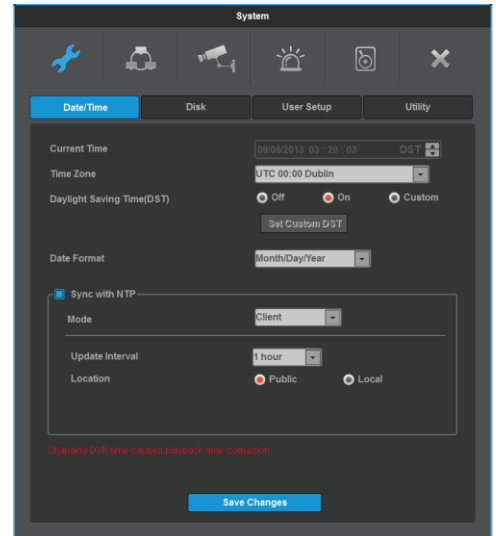 System
Date/Time Disk User Setup Utility
Current Time 09/05/2013 03 : 20 : 03 DST
Time Zone UTC 00:00 Dublin
Daylight Saving Time(DST) Off On Custom
Set Custom DST
Date Format Month/Day/Year
Sync with NTP
Mode Client
Update Interval 1 hour
Location Public Local
Changing DVR time causes playback time corruption.
Save Changes